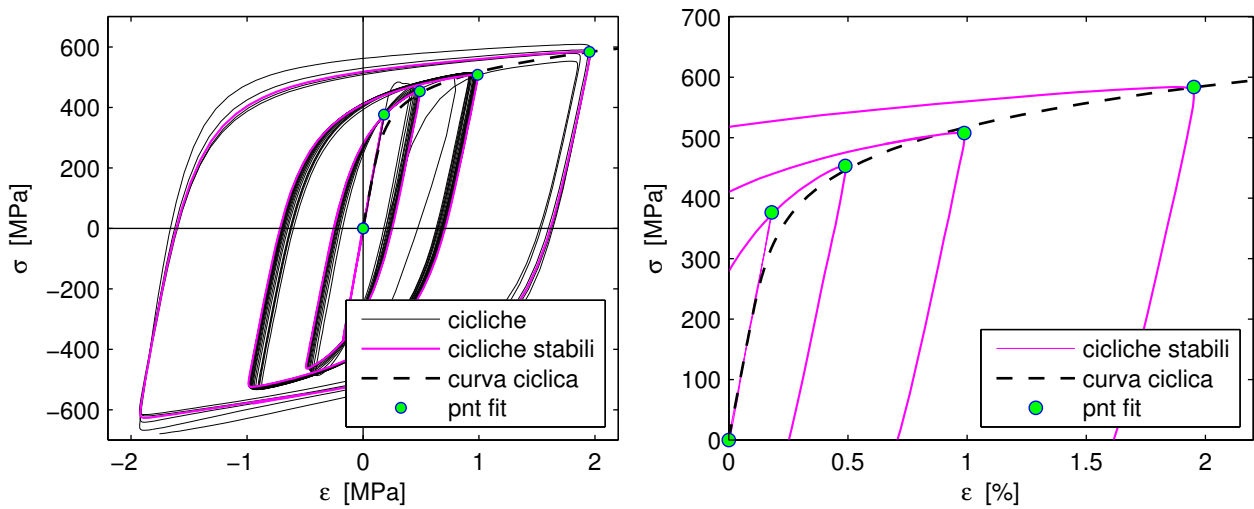 600
400
200
0
−200
−400
−600
σ [MPa]
−2
−1
0
1
2
ε [MPa]
cicliche
cicliche stabili
curva ciclica
pnt fit
700
600
500
400
300
200
100
0
σ [MPa]
0
0.5
1
1.5
2
ε [%]
cicliche stabili
curva ciclica
pnt fit